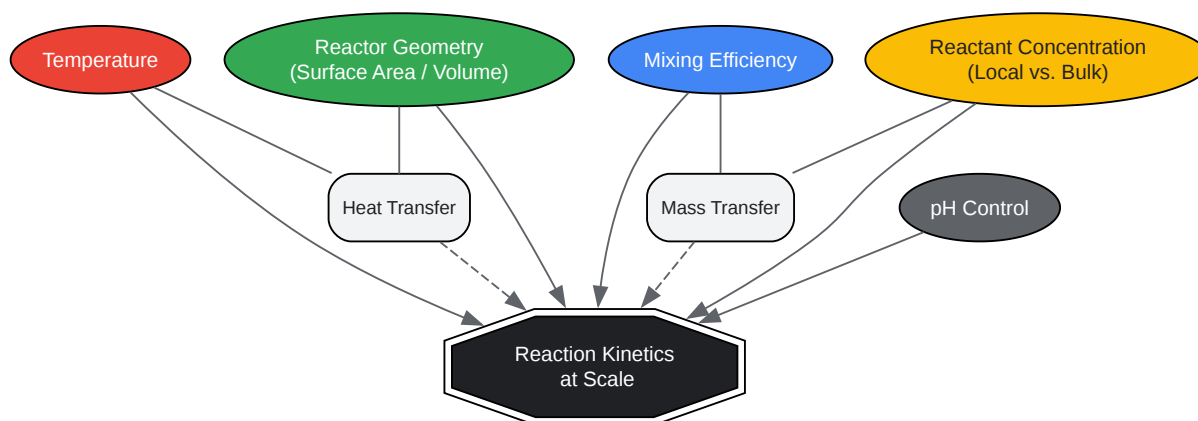 Temperature
Reactor Geometry
(Surface Area / Volume)
Mixing Efficiency
Reactant Concentration
(Local vs. Bulk)
Heat Transfer
Mass Transfer
pH Control
Reaction Kinetics
at Scale